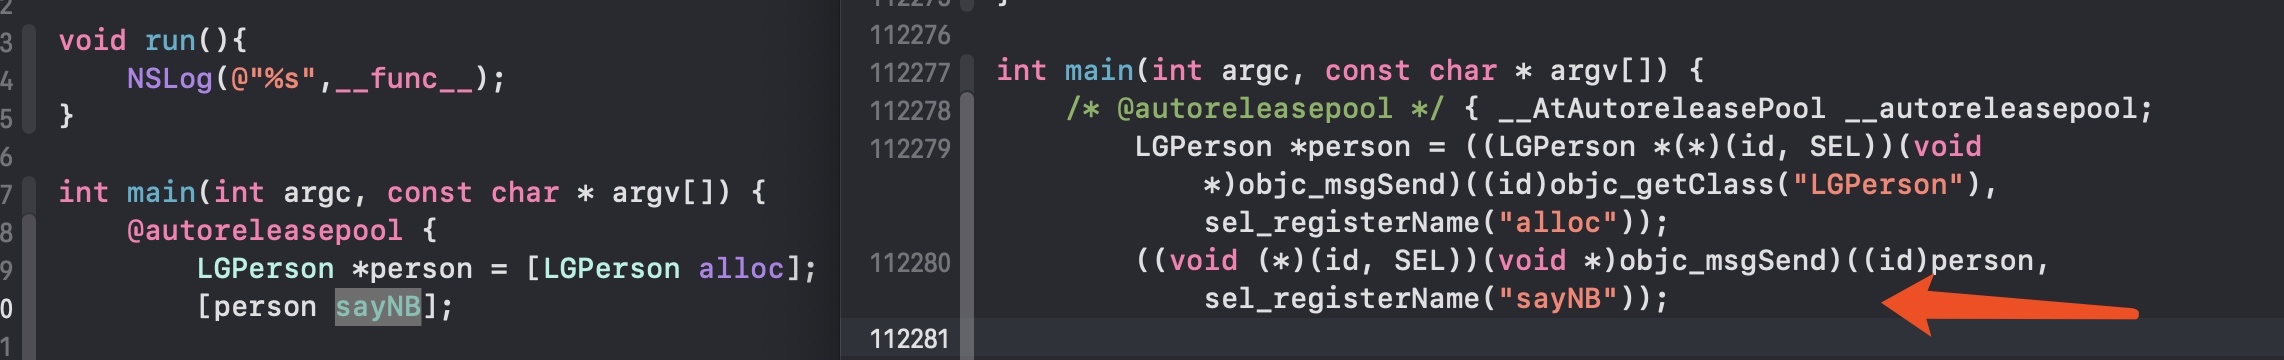 2
3 void run(){
4 NSLog(@"%s",__func__);
5 }
6
7 int main(int argc, const char * argv[]) {
8 @autoreleasepool {
9 LGPerson *person = [LGPerson alloc];
0 [person sayNB];
1
112275 }
112276
112277 int main(int argc, const char * argv[]) {
112278 /* @autoreleasepool */ { __AtAutoreleasePool __autoreleasepool;
112279 LGPerson *person = ((LGPerson *(*)(id, SEL))(void
*)objc_msgSend)((id)objc_getClass("LGPerson"),
sel_registerName("alloc"));
112280 ((void (*)(id, SEL))(void *)objc_msgSend)((id)person,
sel_registerName("sayNB"));
112281